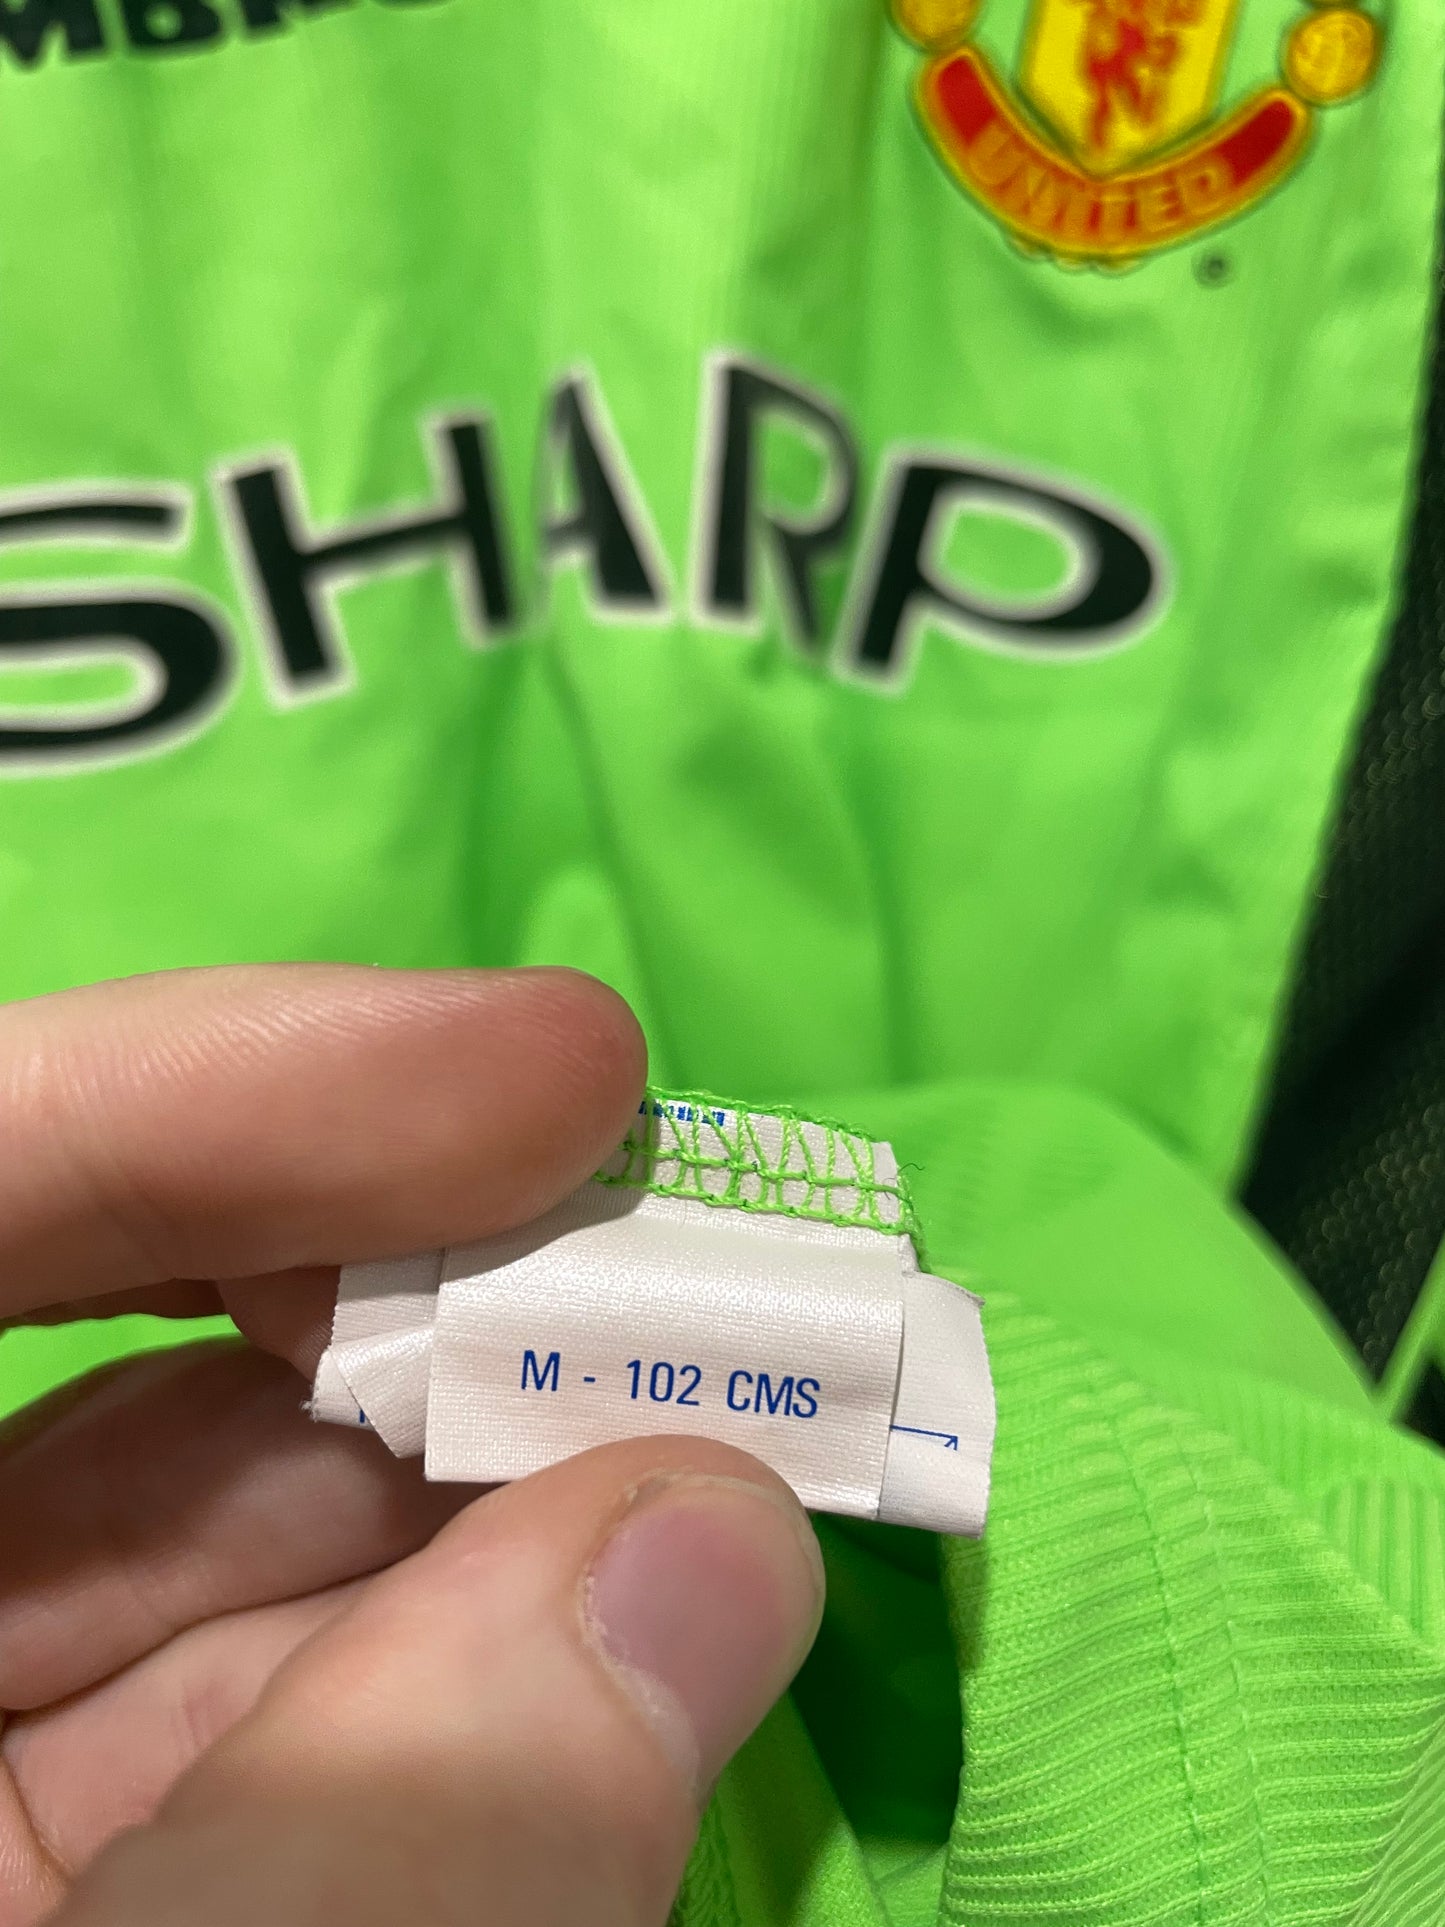 UNITED
®
SHARP
M - 102 CMS